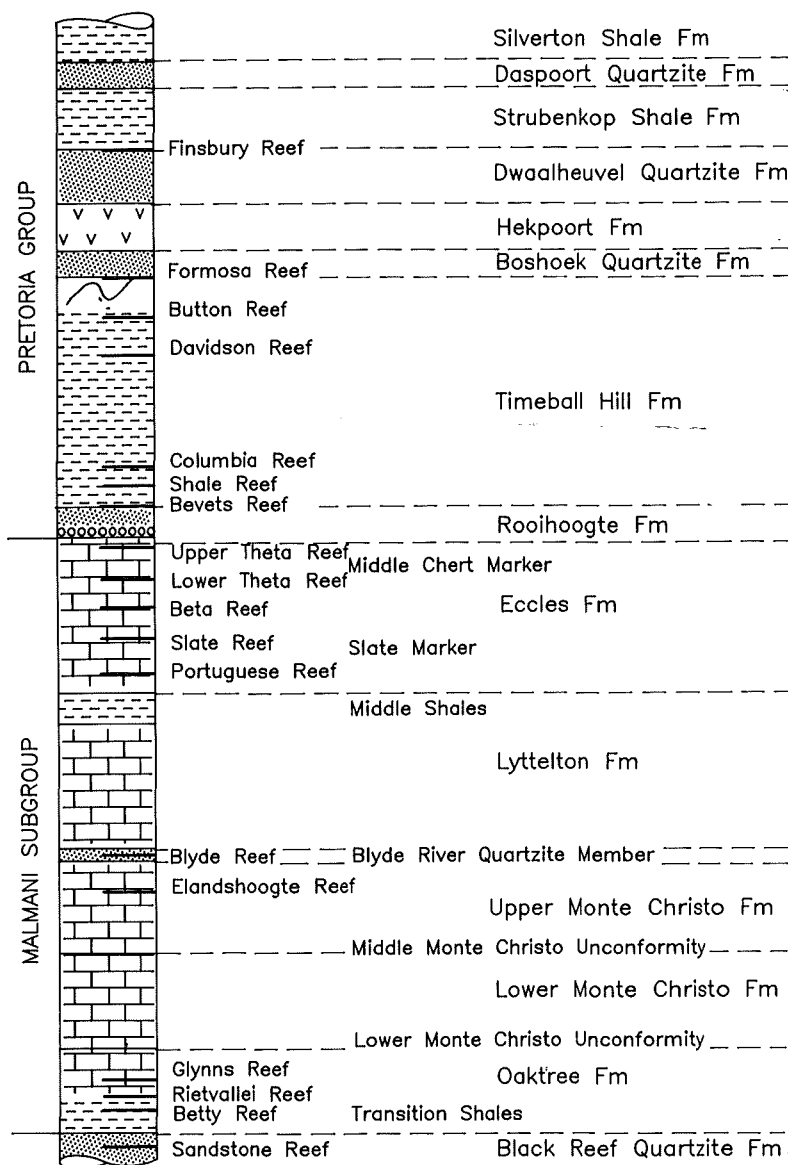 Silverton Shale Fm
Daspoort Quartzite Fm
Strubenkop Shale Fm
Finsbury Reef
Dwaalheuvel Quartzite Fm
Hekpoort Fm
Boshoek Quartzite Fm
Formosa Reef
PRETORIA GROUP
Button Reef
Davidson Reef
Timeball Hill Fm
Columbia Reef
Shale Reef
Bevets Reef
Rooihoogte Fm
Upper Theta Reef
Middle Chert Marker
Lower Theta Reef
Beta Reef
Eccles Fm
Slate Reef
Slate Marker
Portuguese Reef
Middle Shales
Lyttelton Fm
MALMANI SUBGROUP
Blyde Reef
Blyde River Quartzite Member
Elandshoogte Reef
Upper Monte Christo Fm
Middle Monte Christo Unconformity
Lower Monte Christo Fm
Lower Monte Christo Unconformity
Glynns Reef
Oaktree Fm
Rietvallei Reef
Betty Reef
Transition Shales
Sandstone Reef
Black Reef Quartzite Fm